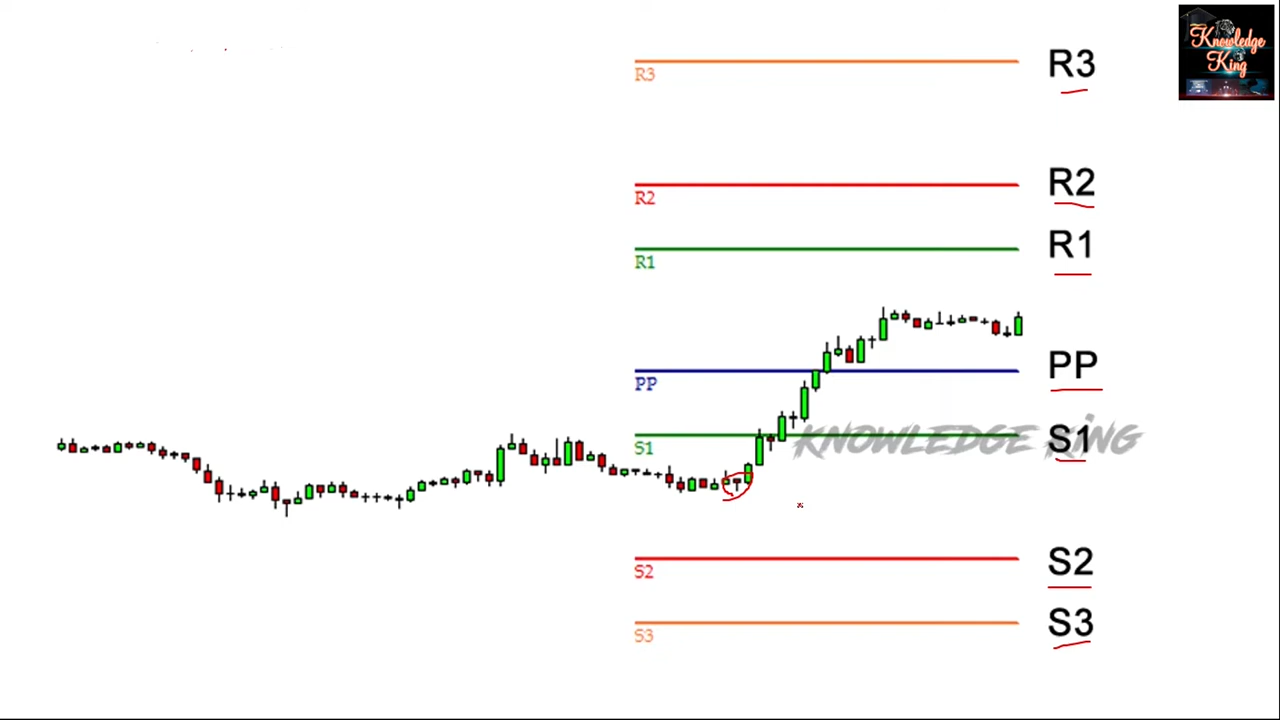 Knowledge
King
R3
R3
R2
R2
R1
R1
PP
PP
KNOWLEDGE KING
S1
S1
S2
S2
S3
S3